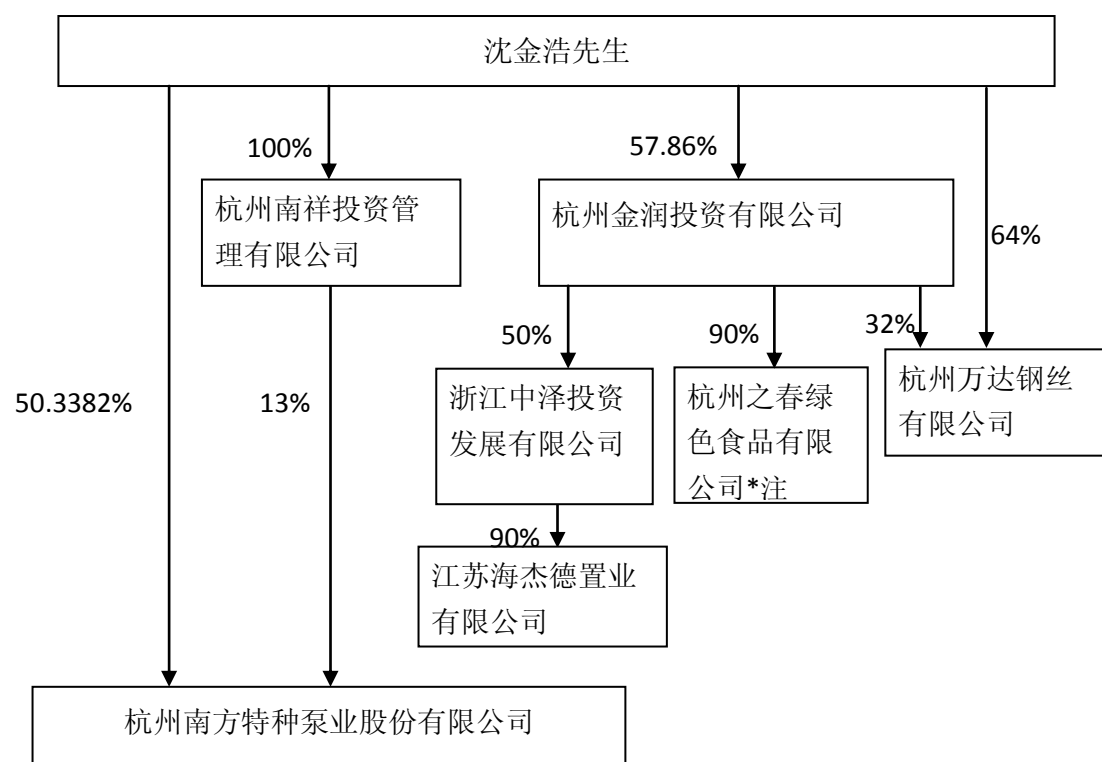 沈金浩先生
100%
57.86%
杭州南祥投资管
理有限公司
杭州金润投资有限公司
64%
50%
90%
32%
50.3382%
13%
浙江中泽投资
发展有限公司
杭州之春绿
色食品有限
公司*注
杭州万达钢丝
有限公司
90%
江苏海杰德置业
有限公司
杭州南方特种泵业股份有限公司